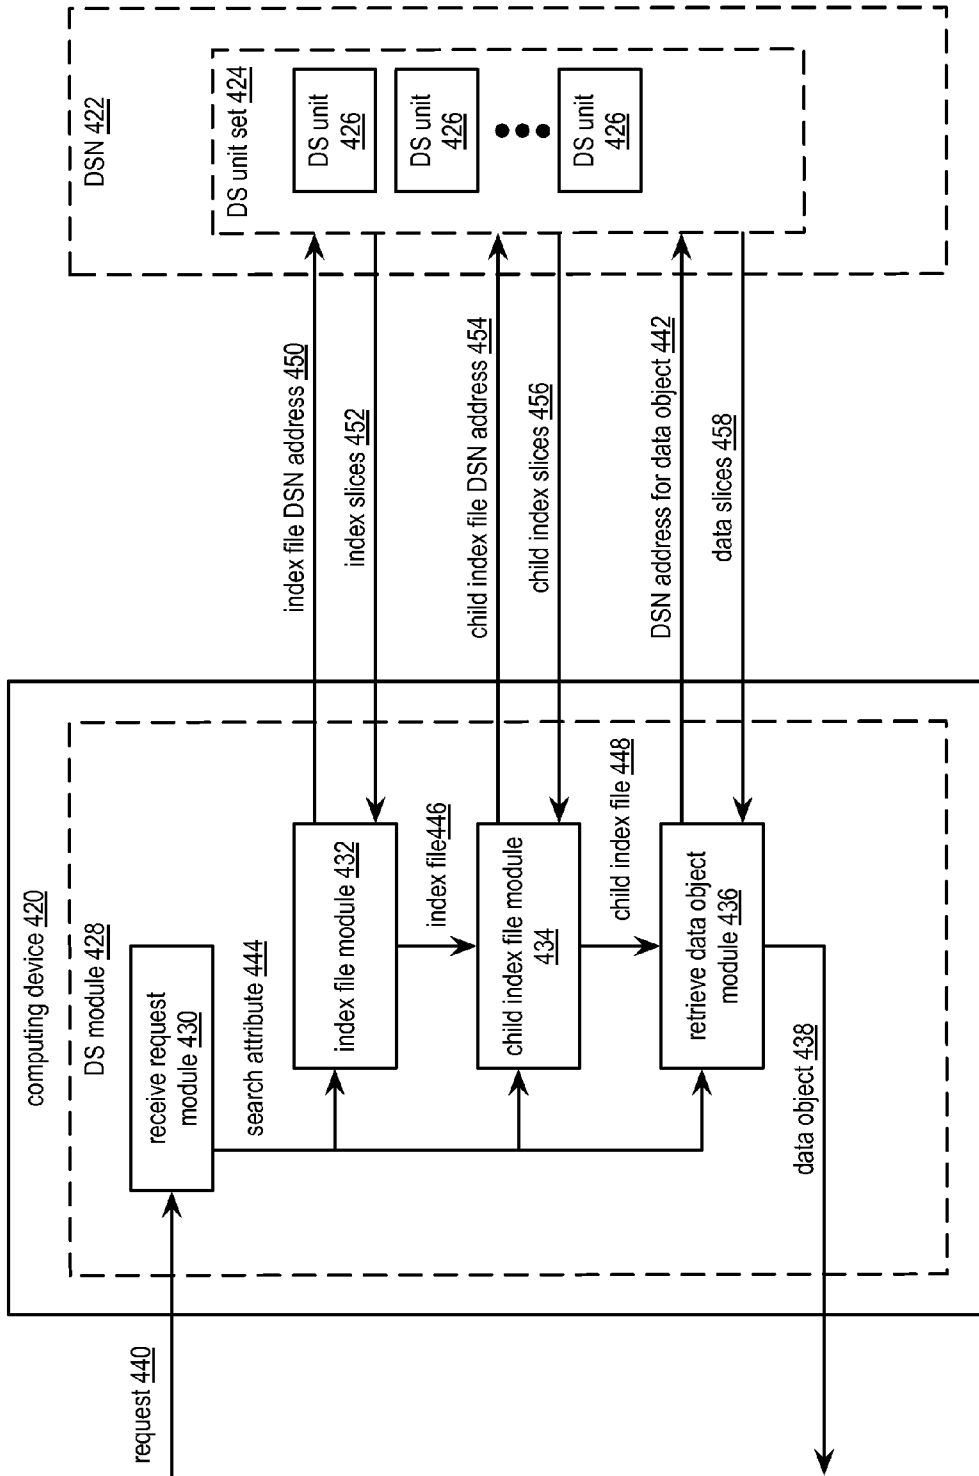 computing device 420
DS module 428
request 440
receive request
module 430
search attribute 444
index file module 432
index file446
child index file module
434
child index file 448
retrieve data object
module 436
data object 438
index file DSN address 450
index slices 452
child index file DSN address 454
child index slices 456
DSN address for data object 442
data slices 458
DSN 422
DS unit set 424
DS unit
426
DS unit
426
DS unit
426